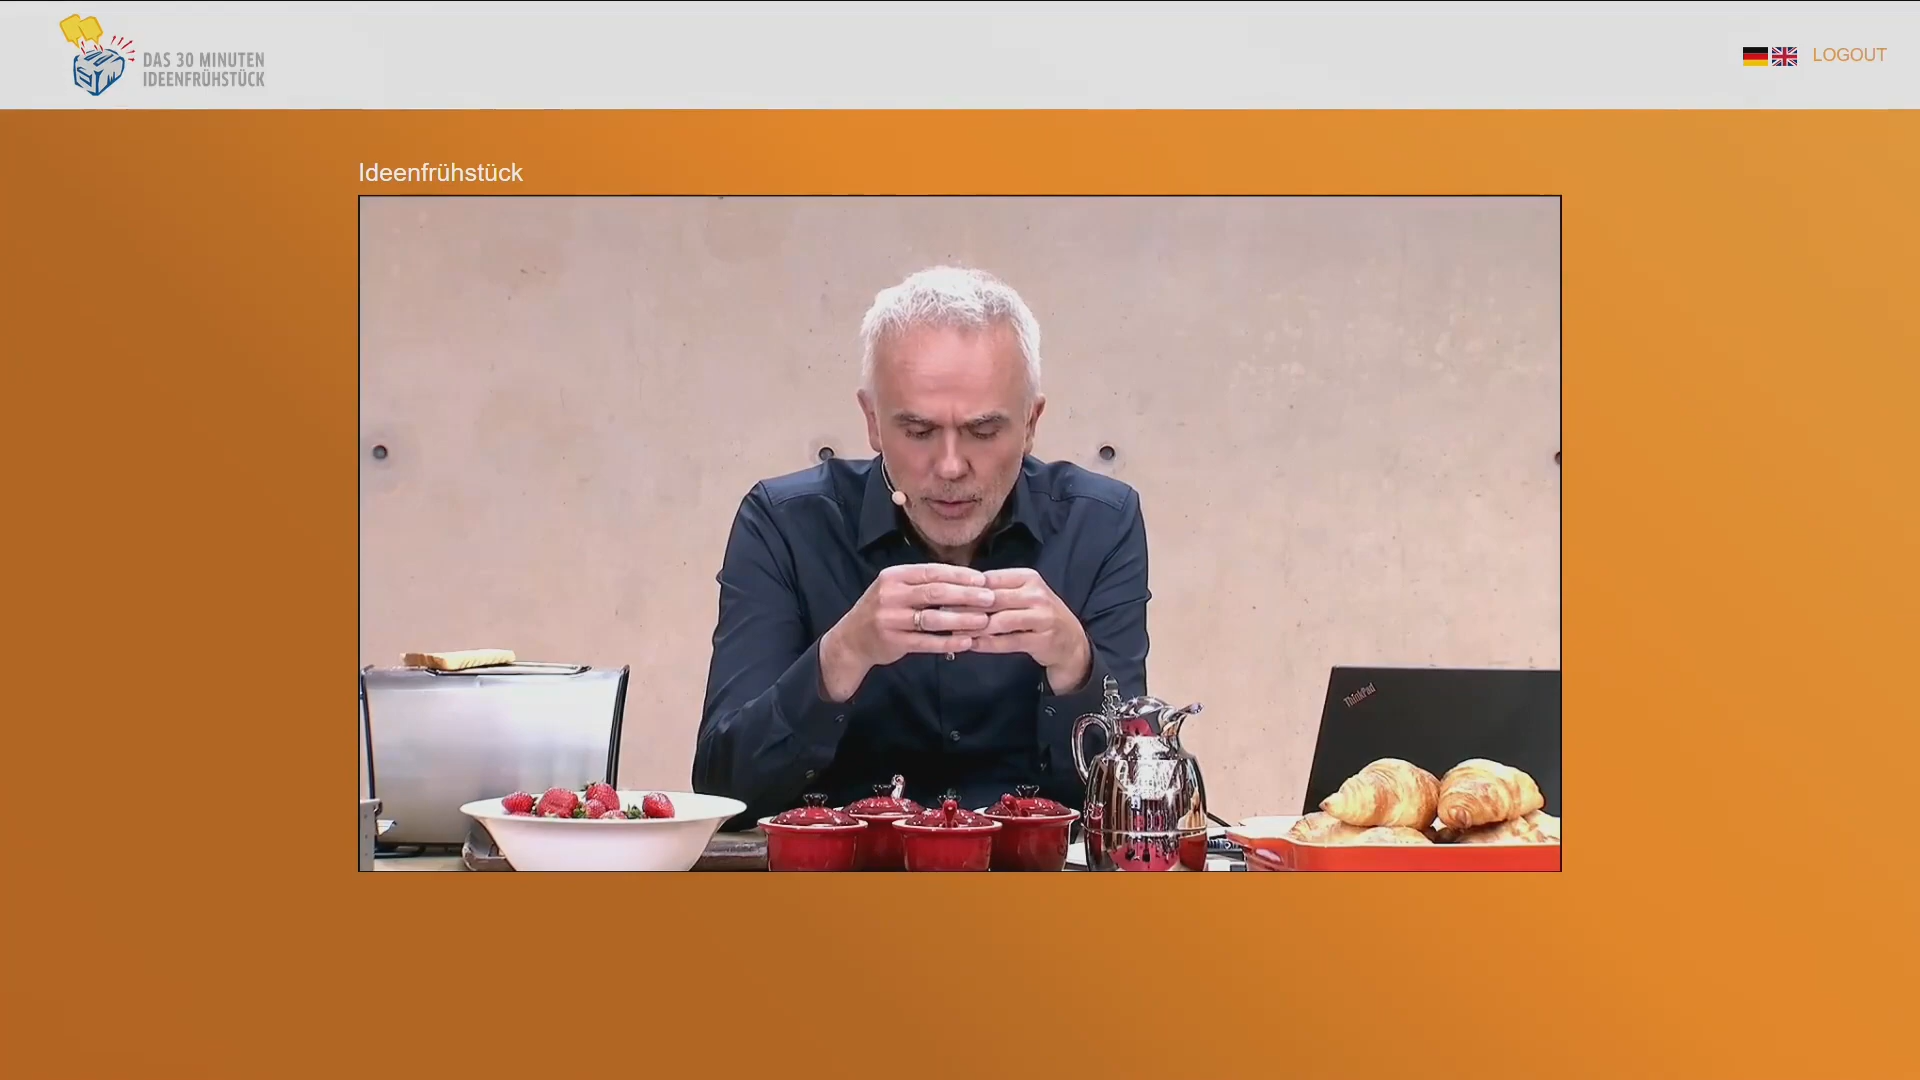 DAS 30 MINUTEN
IDEENFRÜHSTÜCK
LOGOUT
Ideenfrühstück
ThinkPad